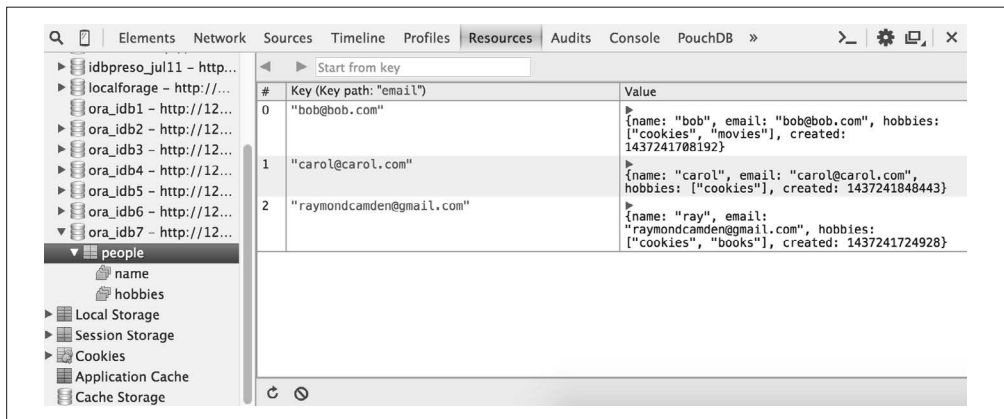 Elements Network Sources Timeline Profiles Resources Audits Console PouchDB »
idbpreso_jul11 – http...
localforage – http://...
ora_idb1 – http://12...
ora_idb2 – http://12...
ora_idb3 – http://12...
ora_idb4 – http://12...
ora_idb5 – http://12...
ora_idb6 – http://12...
ora_idb7 – http://12...
people
name
hobbies
Local Storage
Session Storage
Cookies
Application Cache
Cache Storage
Start from key
# Key (Key path: "email") Value
0 "bob@bob.com"
{name: "bob", email: "bob@bob.com", hobbies:
["cookies", "movies"], created:
1437241708192}
1 "carol@carol.com"
{name: "carol", email: "carol@carol.com",
hobbies: ["cookies"], created: 1437241848443}
2 "raymondcamden@gmail.com"
{name: "ray", email:
"raymondcamden@gmail.com", hobbies:
["cookies", "books"], created: 1437241724928}